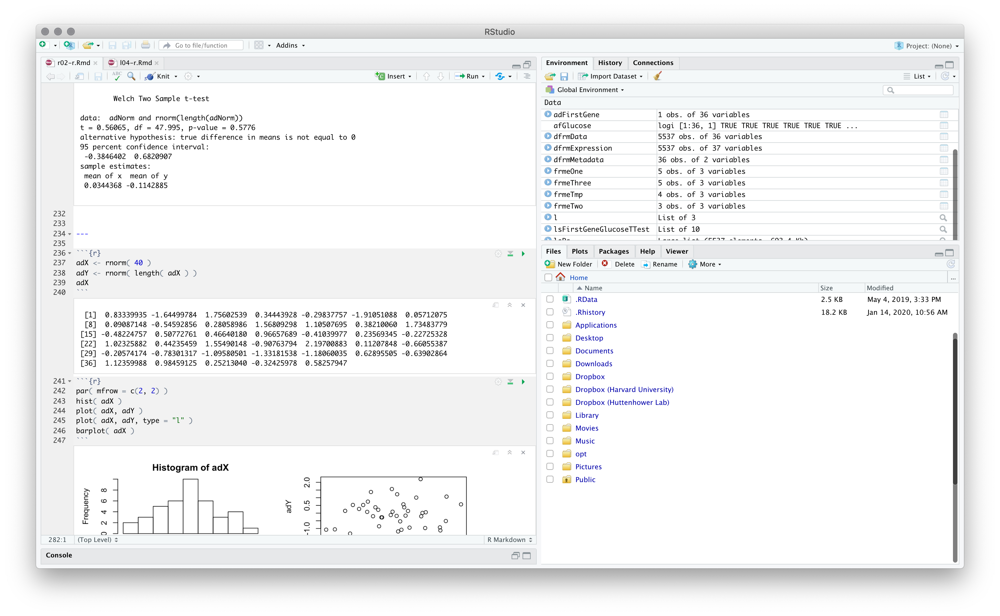 RStudio
Go to file/function
Addins
Project: (None)
r02-r.Rmd
l04-r.Rmd
ABC
Knit
Insert
Run
Welch Two Sample t-test
data:  adNorm and rnorm(length(adNorm))
t = 0.56065, df = 47.995, p-value = 0.5776
alternative hypothesis: true difference in means is not equal to 0
95 percent confidence interval:
-0.3846402  0.6820907
sample estimates:
mean of x  mean of y
0.0344368 -0.1142885
232
233
234 ---
235
236 ```{r}
237 adX <- rnorm( 40 )
238 adY <- rnorm( length( adX ) )
239 adX
240 ```
[1]  0.83339935 -1.64499784  1.75602539  0.34443928 -0.29837757 -1.91051088  0.05712075
[8]  0.09087148 -0.54592856  0.28058986  1.56809298  1.10507695  0.38210060  1.73483779
[15] -0.48224757  0.50772761  0.46640180  0.96657689 -0.41039977  0.23569345 -0.22725328
[22]  1.02325882  0.44235459  1.55490148 -0.90763794  2.19700883  0.11207848 -0.66055387
[29] -0.20574174 -0.78301317 -1.09580501 -1.33181538 -1.18060035  0.62895505 -0.63902864
[36]  1.12359988  0.98459125  0.25213040 -0.32425978  0.58257947
241 ```{r}
242 par( mfrow = c(2, 2) )
243 hist( adX )
244 plot( adX, adY )
245 plot( adX, adY, type = "l" )
246 barplot( adX )
247 ```
Histogram of adX
Frequency
8
6
4
2
0
adY
2.0
0.5
-1.0
282:1 (Top Level)
R Markdown
Console
Environment
History
Connections
Import Dataset
List
Global Environment
Data
adFirstGene 1 obs. of 36 variables
afGlucose logi [1:36, 1] TRUE TRUE TRUE TRUE TRUE TRUE ...
dfrmData 5537 obs. of 36 variables
dfrmExpression 5537 obs. of 37 variables
dfrmMetadata 36 obs. of 2 variables
frmeOne 5 obs. of 3 variables
frmeThree 5 obs. of 3 variables
frmeTmp 4 obs. of 3 variables
frmeTwo 3 obs. of 3 variables
l List of 3
lsFirstGeneGlucoseTTest List of 10
Files
Plots
Packages
Help
Viewer
New Folder
Delete
Rename
More
Home
...
Name
Size
Modified
.RData 2.5 KB May 4, 2019, 3:33 PM
.Rhistory 18.2 KB Jan 14, 2020, 10:56 AM
Applications
Desktop
Documents
Downloads
Dropbox
Dropbox (Harvard University)
Dropbox (Huttenhower Lab)
Library
Movies
Music
opt
Pictures
Public